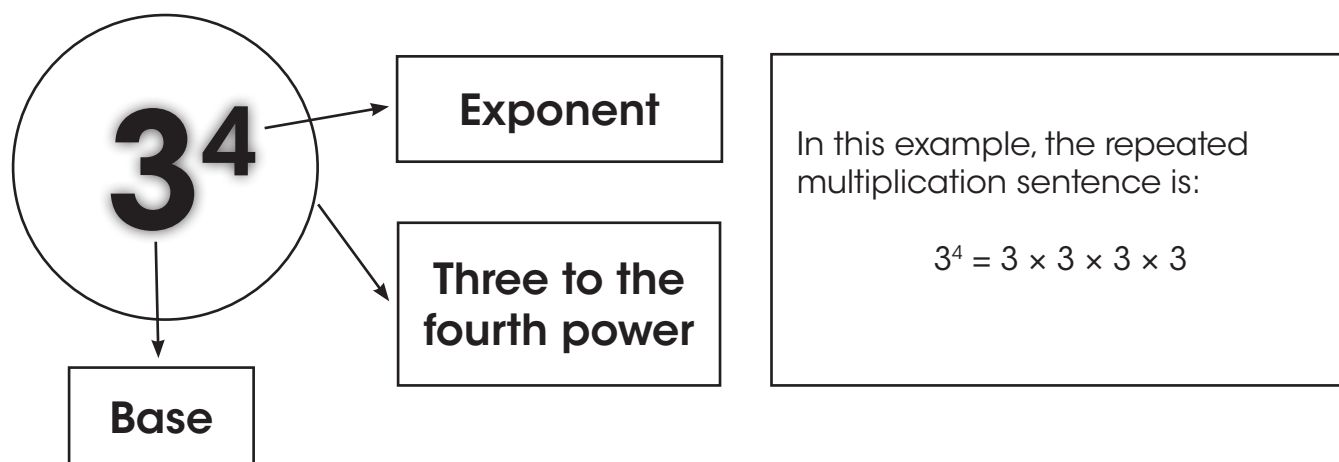 3⁴
Exponent
Three to the
fourth power
Base
In this example, the repeated
multiplication sentence is:
3⁴ = 3 × 3 × 3 × 3